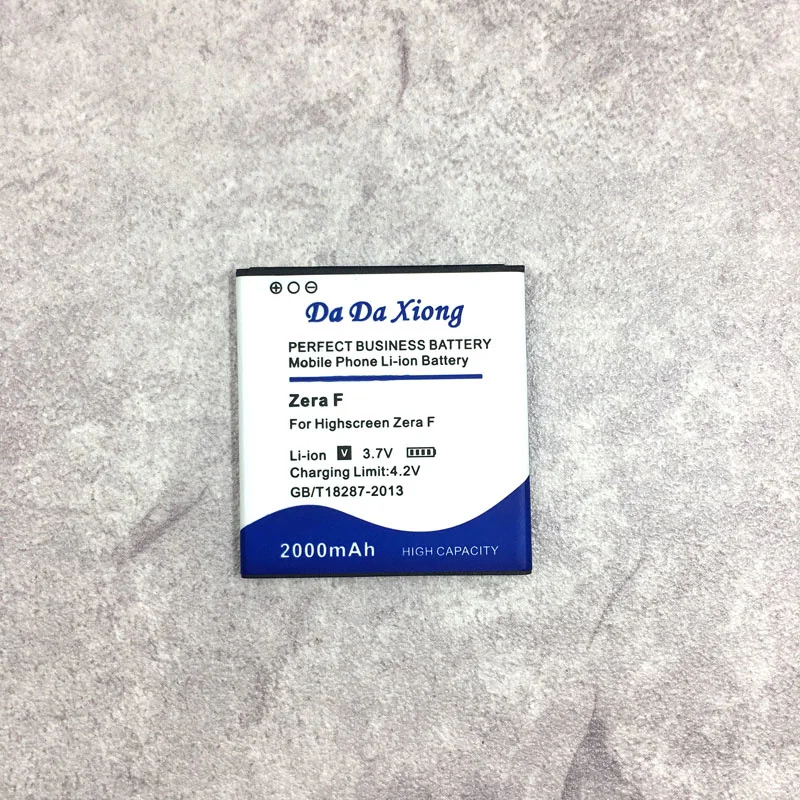 ⊕ ○ ⊖
Da Da Xiong
PERFECT BUSINESS BATTERY
Mobile Phone Li-ion Battery
Zera F
For Highscreen Zera F
Li-ion V 3.7V
Charging Limit:4.2V
GB/T18287-2013
2000mAh HIGH CAPACITY